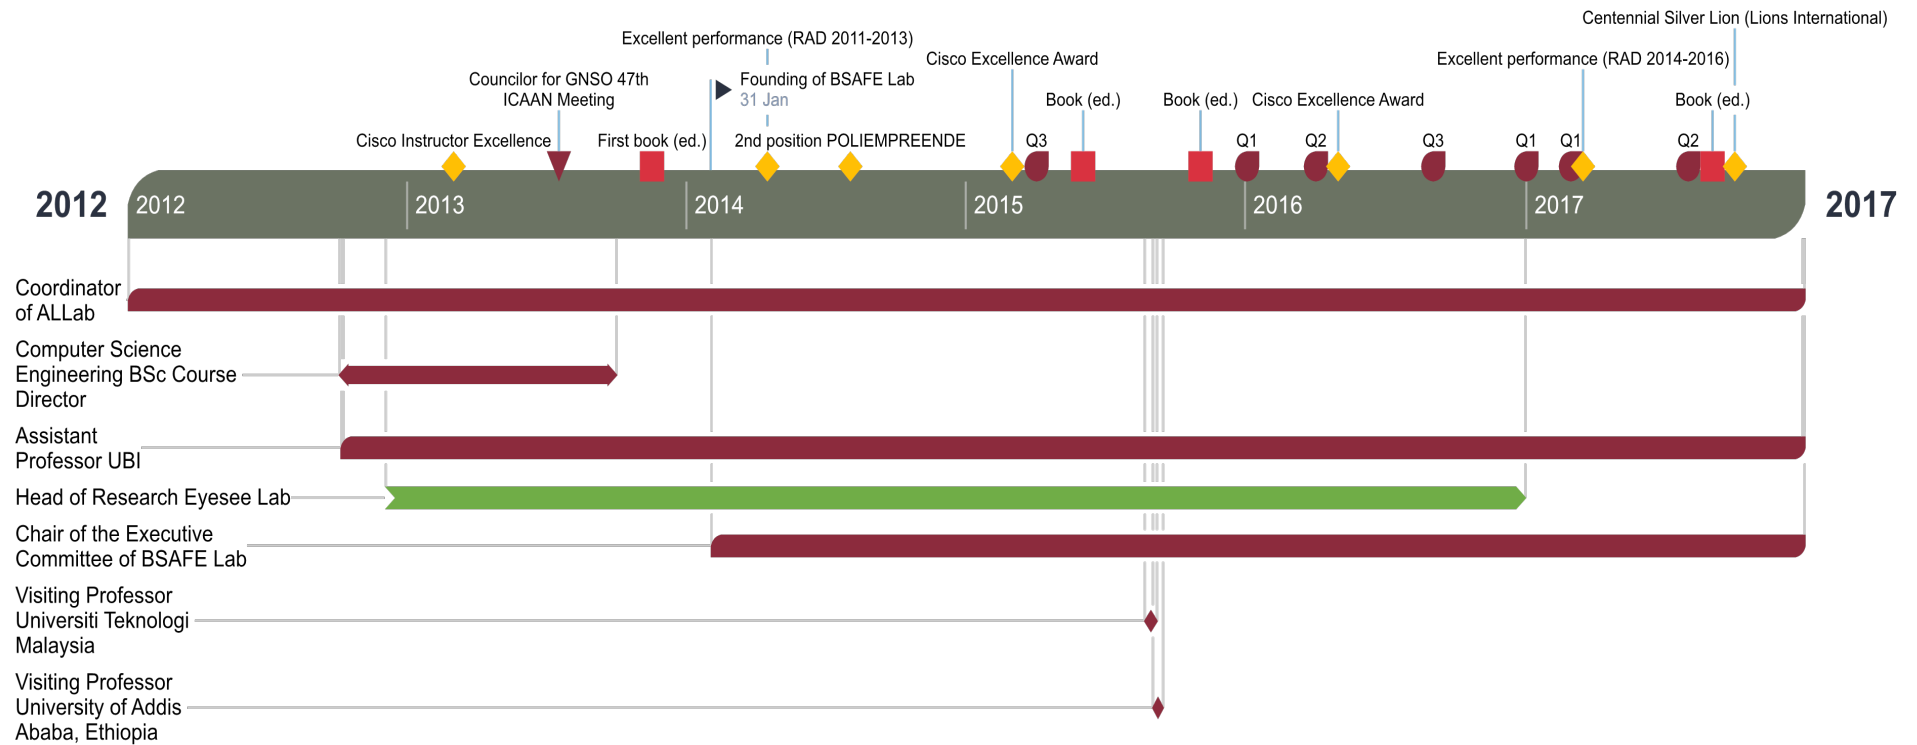 Centennial Silver Lion (Lions International)
Excellent performance (RAD 2011-2013)
Cisco Excellence Award
Excellent performance (RAD 2014-2016)
Councilor for GNSO 47th
ICAAN Meeting
Founding of BSAFE Lab
31 Jan
Book (ed.)
Book (ed.)
Cisco Excellence Award
Book (ed.)
Cisco Instructor Excellence
First book (ed.)
2nd position POLIEMPREENDE
Q3
Q1
Q2
Q3
Q1
Q1
Q2
2012
2012
2013
2014
2015
2016
2017
2017
Coordinator
of ALLab
Computer Science
Engineering BSc Course
Director
Assistant
Professor UBI
Head of Research Eyesee Lab
Chair of the Executive
Committee of BSAFE Lab
Visiting Professor
Universiti Teknologi
Malaysia
Visiting Professor
University of Addis
Ababa, Ethiopia